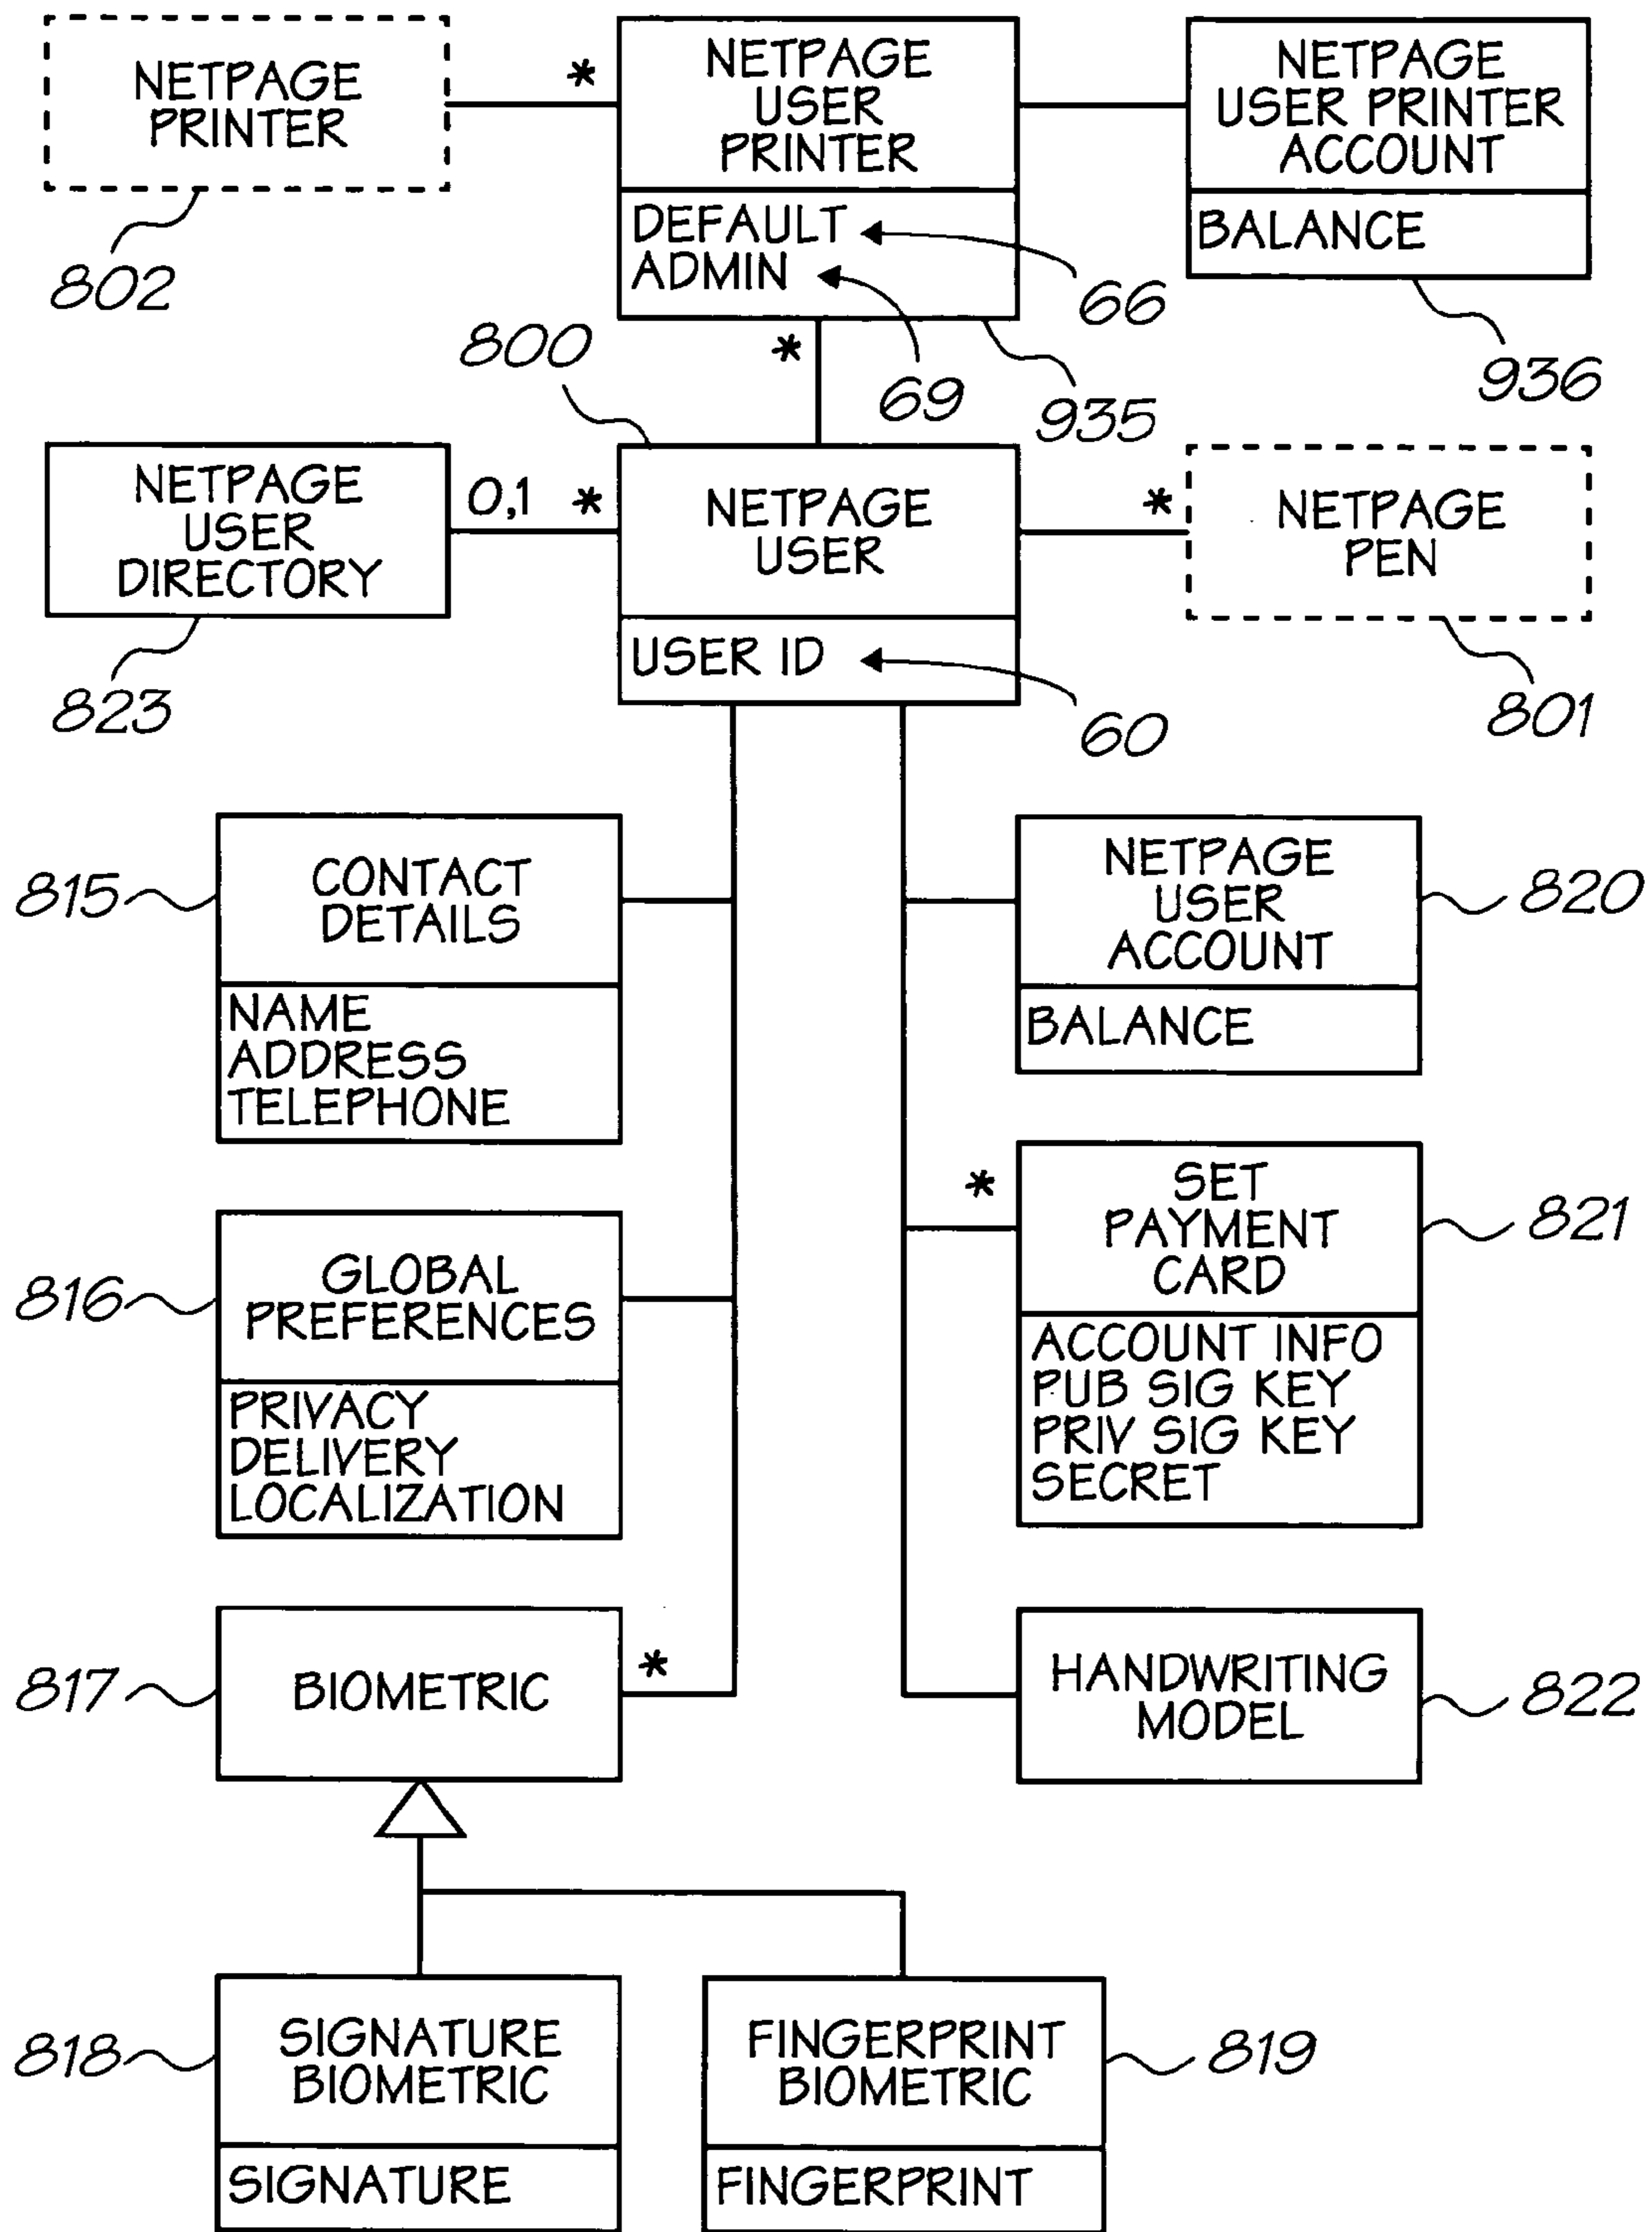 NETPAGE
PRINTER
802
*
NETPAGE
USER
PRINTER
DEFAULT
ADMIN
66
69
935
NETPAGE
USER PRINTER
ACCOUNT
BALANCE
936
*
800
NETPAGE
USER
DIRECTORY
823
0,1 *
NETPAGE
USER
USER ID
60
*
NETPAGE
PEN
801
815
CONTACT
DETAILS
NAME
ADDRESS
TELEPHONE
NETPAGE
USER
ACCOUNT
BALANCE
820
816
GLOBAL
PREFERENCES
PRIVACY
DELIVERY
LOCALIZATION
*
SET
PAYMENT
CARD
ACCOUNT INFO
PUB SIG KEY
PRIV SIG KEY
SECRET
821
817
BIOMETRIC
*
HANDWRITING
MODEL
822
818
SIGNATURE
BIOMETRIC
SIGNATURE
FINGERPRINT
BIOMETRIC
FINGERPRINT
819